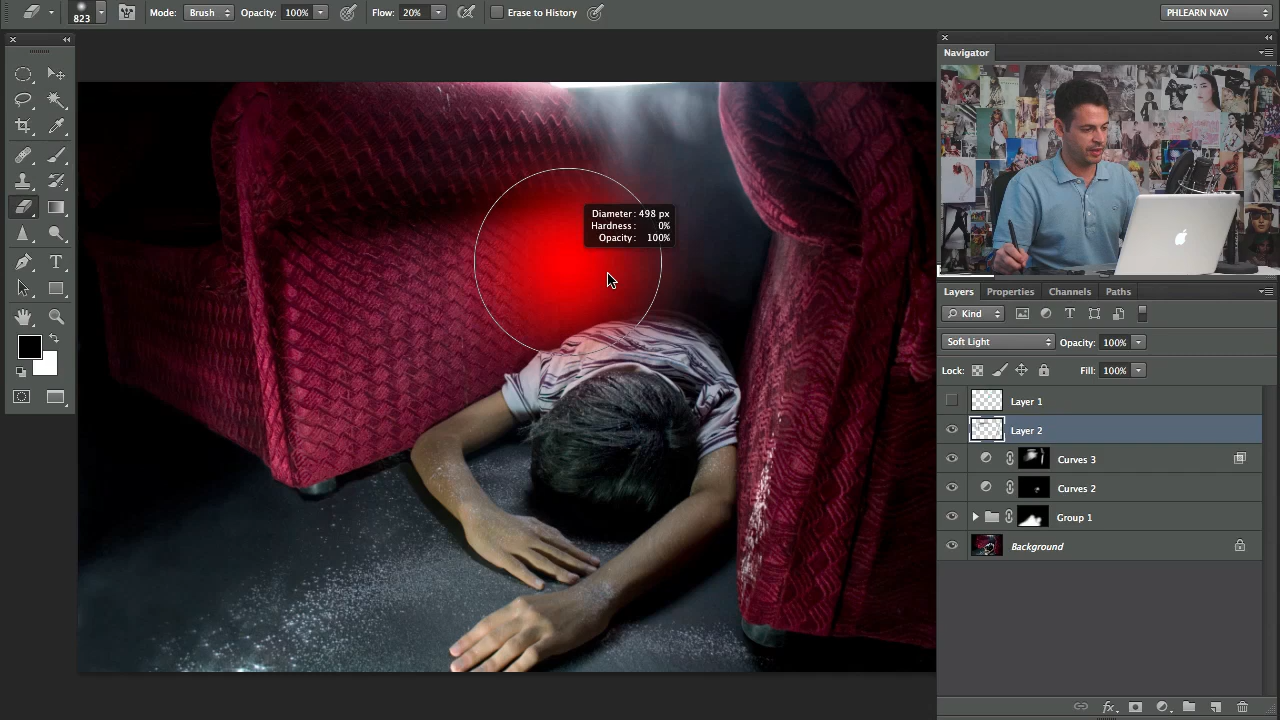 823 Mode: Brush Opacity: 100% Flow: 20% Erase to History PHLEARN NAV
Navigator
Diameter: 498 px
Hardness: 0%
Opacity: 100%
Layers Properties Channels Paths
Kind
Soft Light Opacity: 100%
Lock: Fill: 100%
Layer 1
Layer 2
Curves 3
Curves 2
Group 1
Background